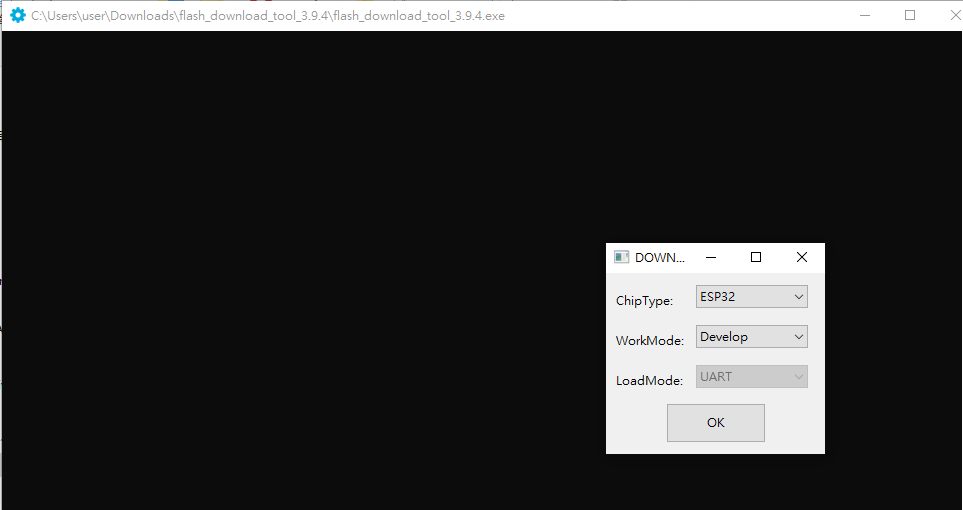 C:\Users\user\Downloads\flash_download_tool_3.9.4\flash_download_tool_3.9.4.exe
DOWN...
ChipType: ESP32
WorkMode: Develop
LoadMode: UART
OK